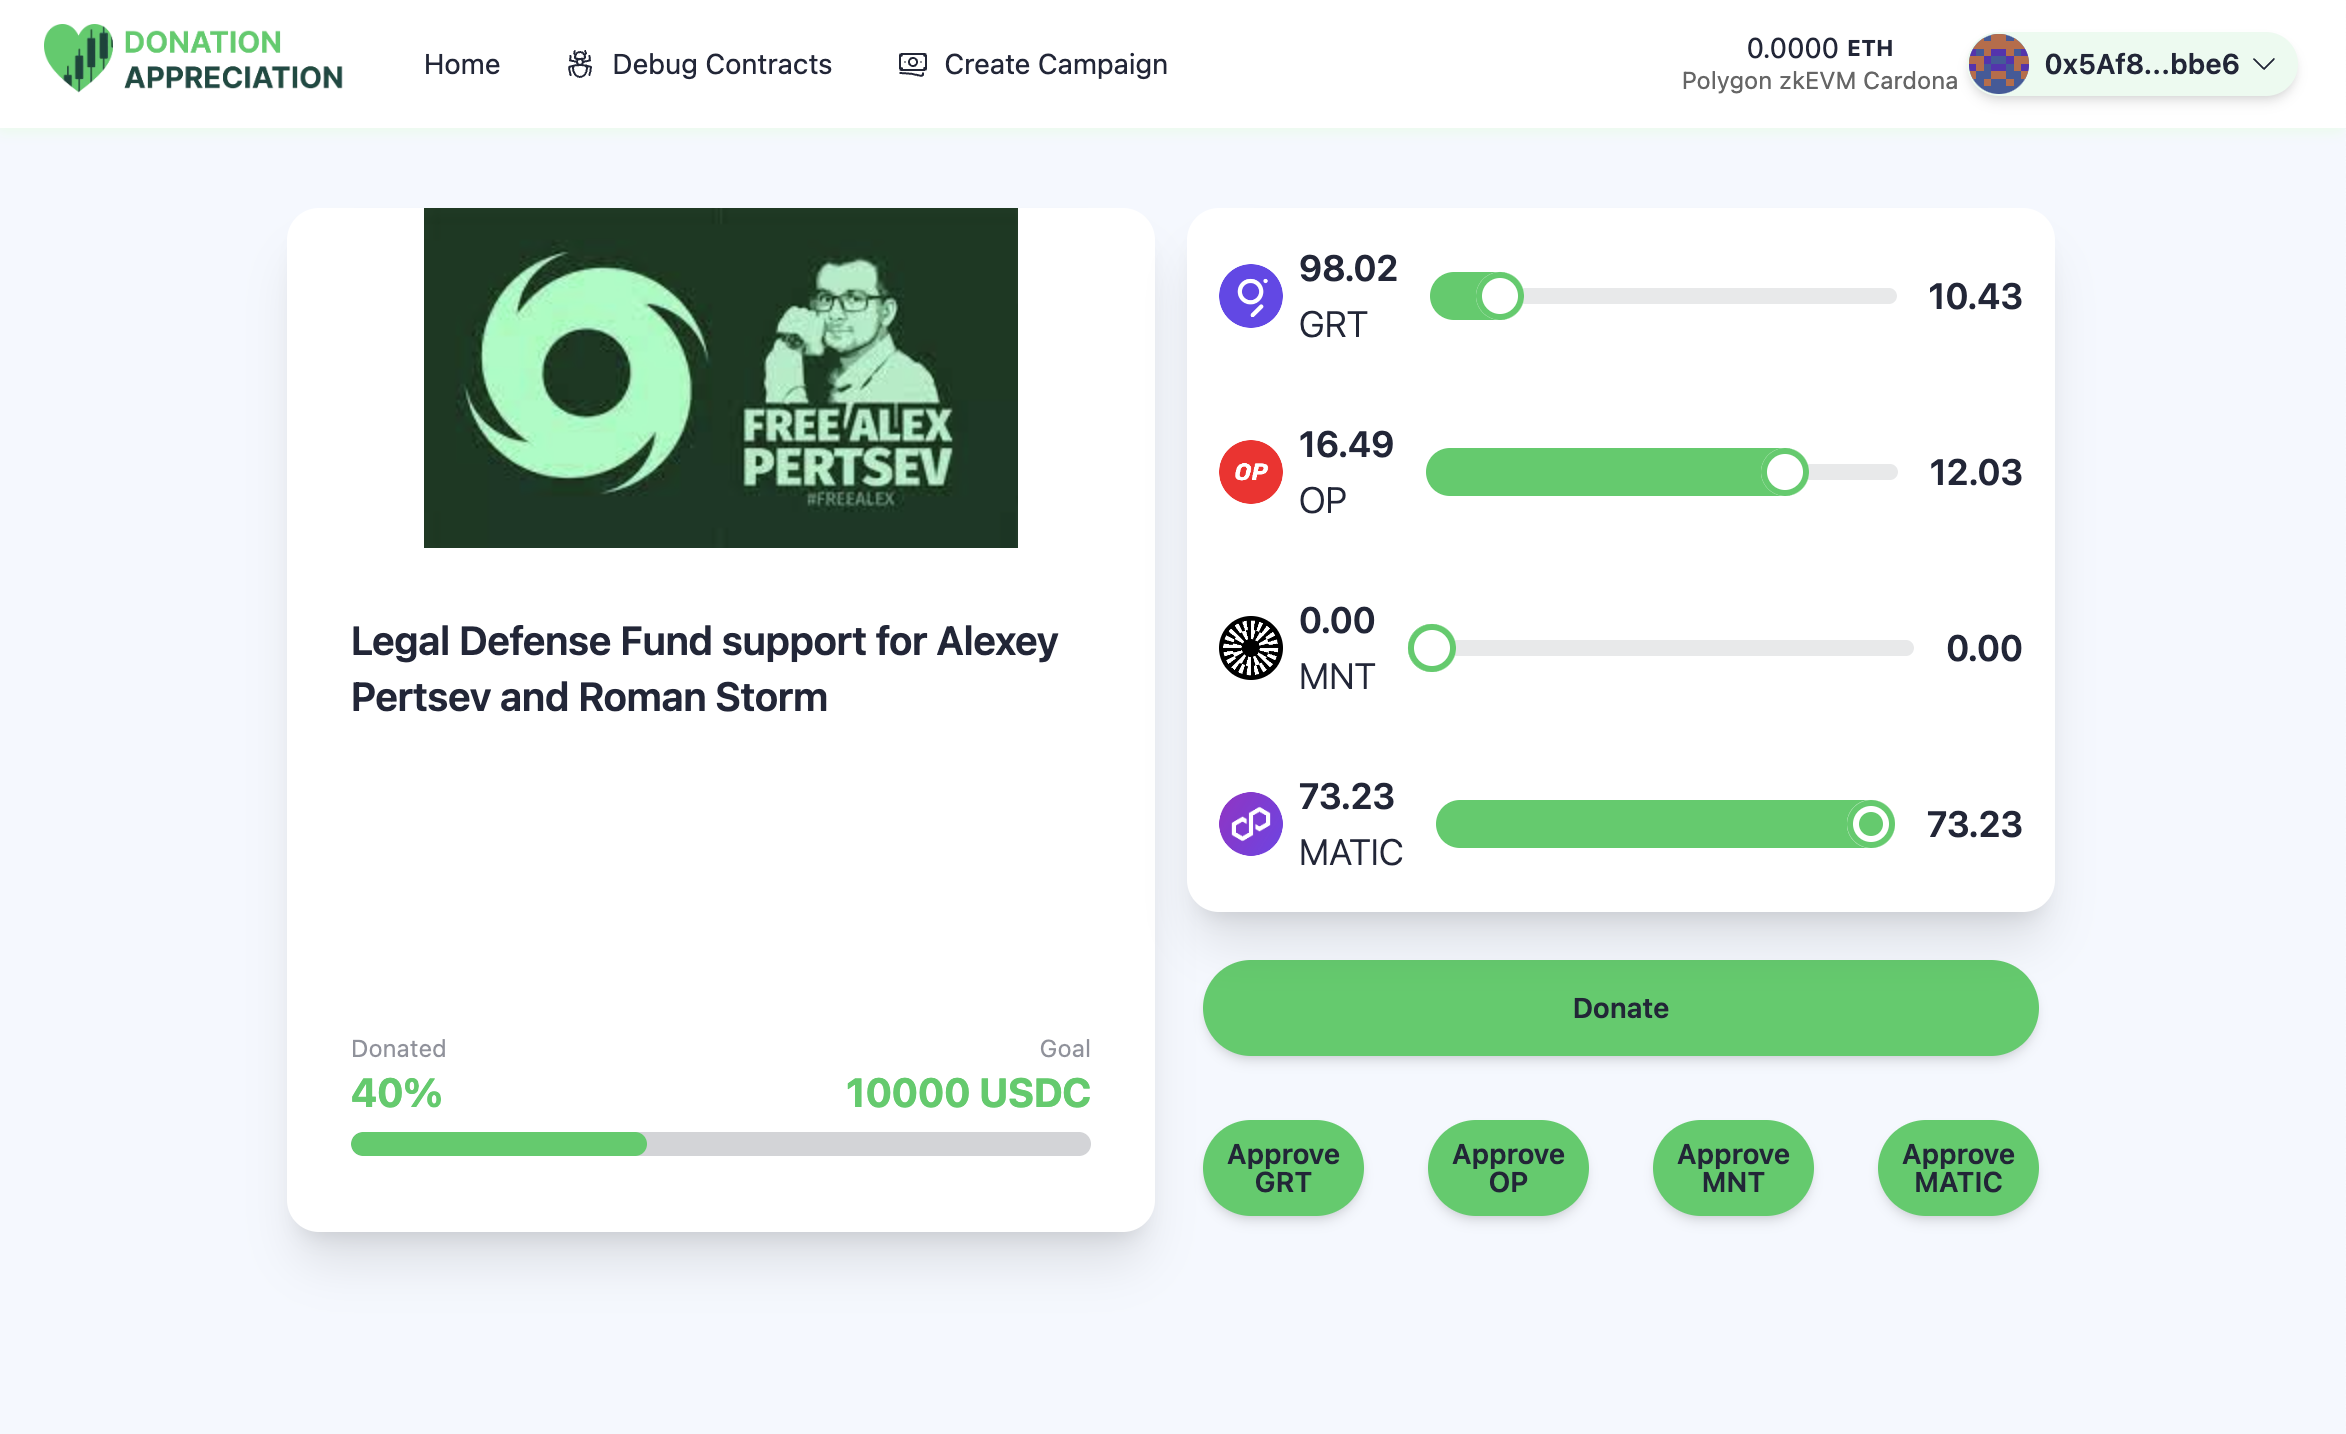 DONATION
APPRECIATION
Home
Debug Contracts
Create Campaign
0.0000 ETH
Polygon zkEVM Cardona
0x5Af8...bbe6
FREE ALEX
PERTSEV
#FREEALEX
Legal Defense Fund support for Alexey
Pertsev and Roman Storm
Donated
Goal
40%
10000 USDC
98.02
GRT
10.43
OP
16.49
OP
12.03
0.00
MNT
0.00
73.23
MATIC
73.23
Donate
Approve
GRT
Approve
OP
Approve
MNT
Approve
MATIC